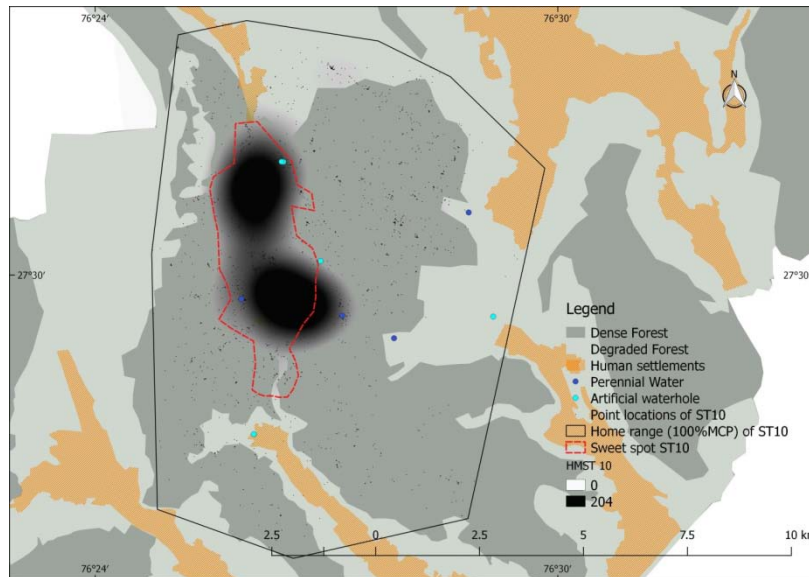 76°24'
76°30'
N
27°30'
27°30'
Legend
Dense Forest
Degraded Forest
Human settlements
Perennial Water
Artificial waterhole
Point locations of ST10
Home range (100%MCP) of ST10
Sweet spot ST10
HMST 10
0
204
2.5 0 2.5 5 7.5 10 km
76°24'
76°30'